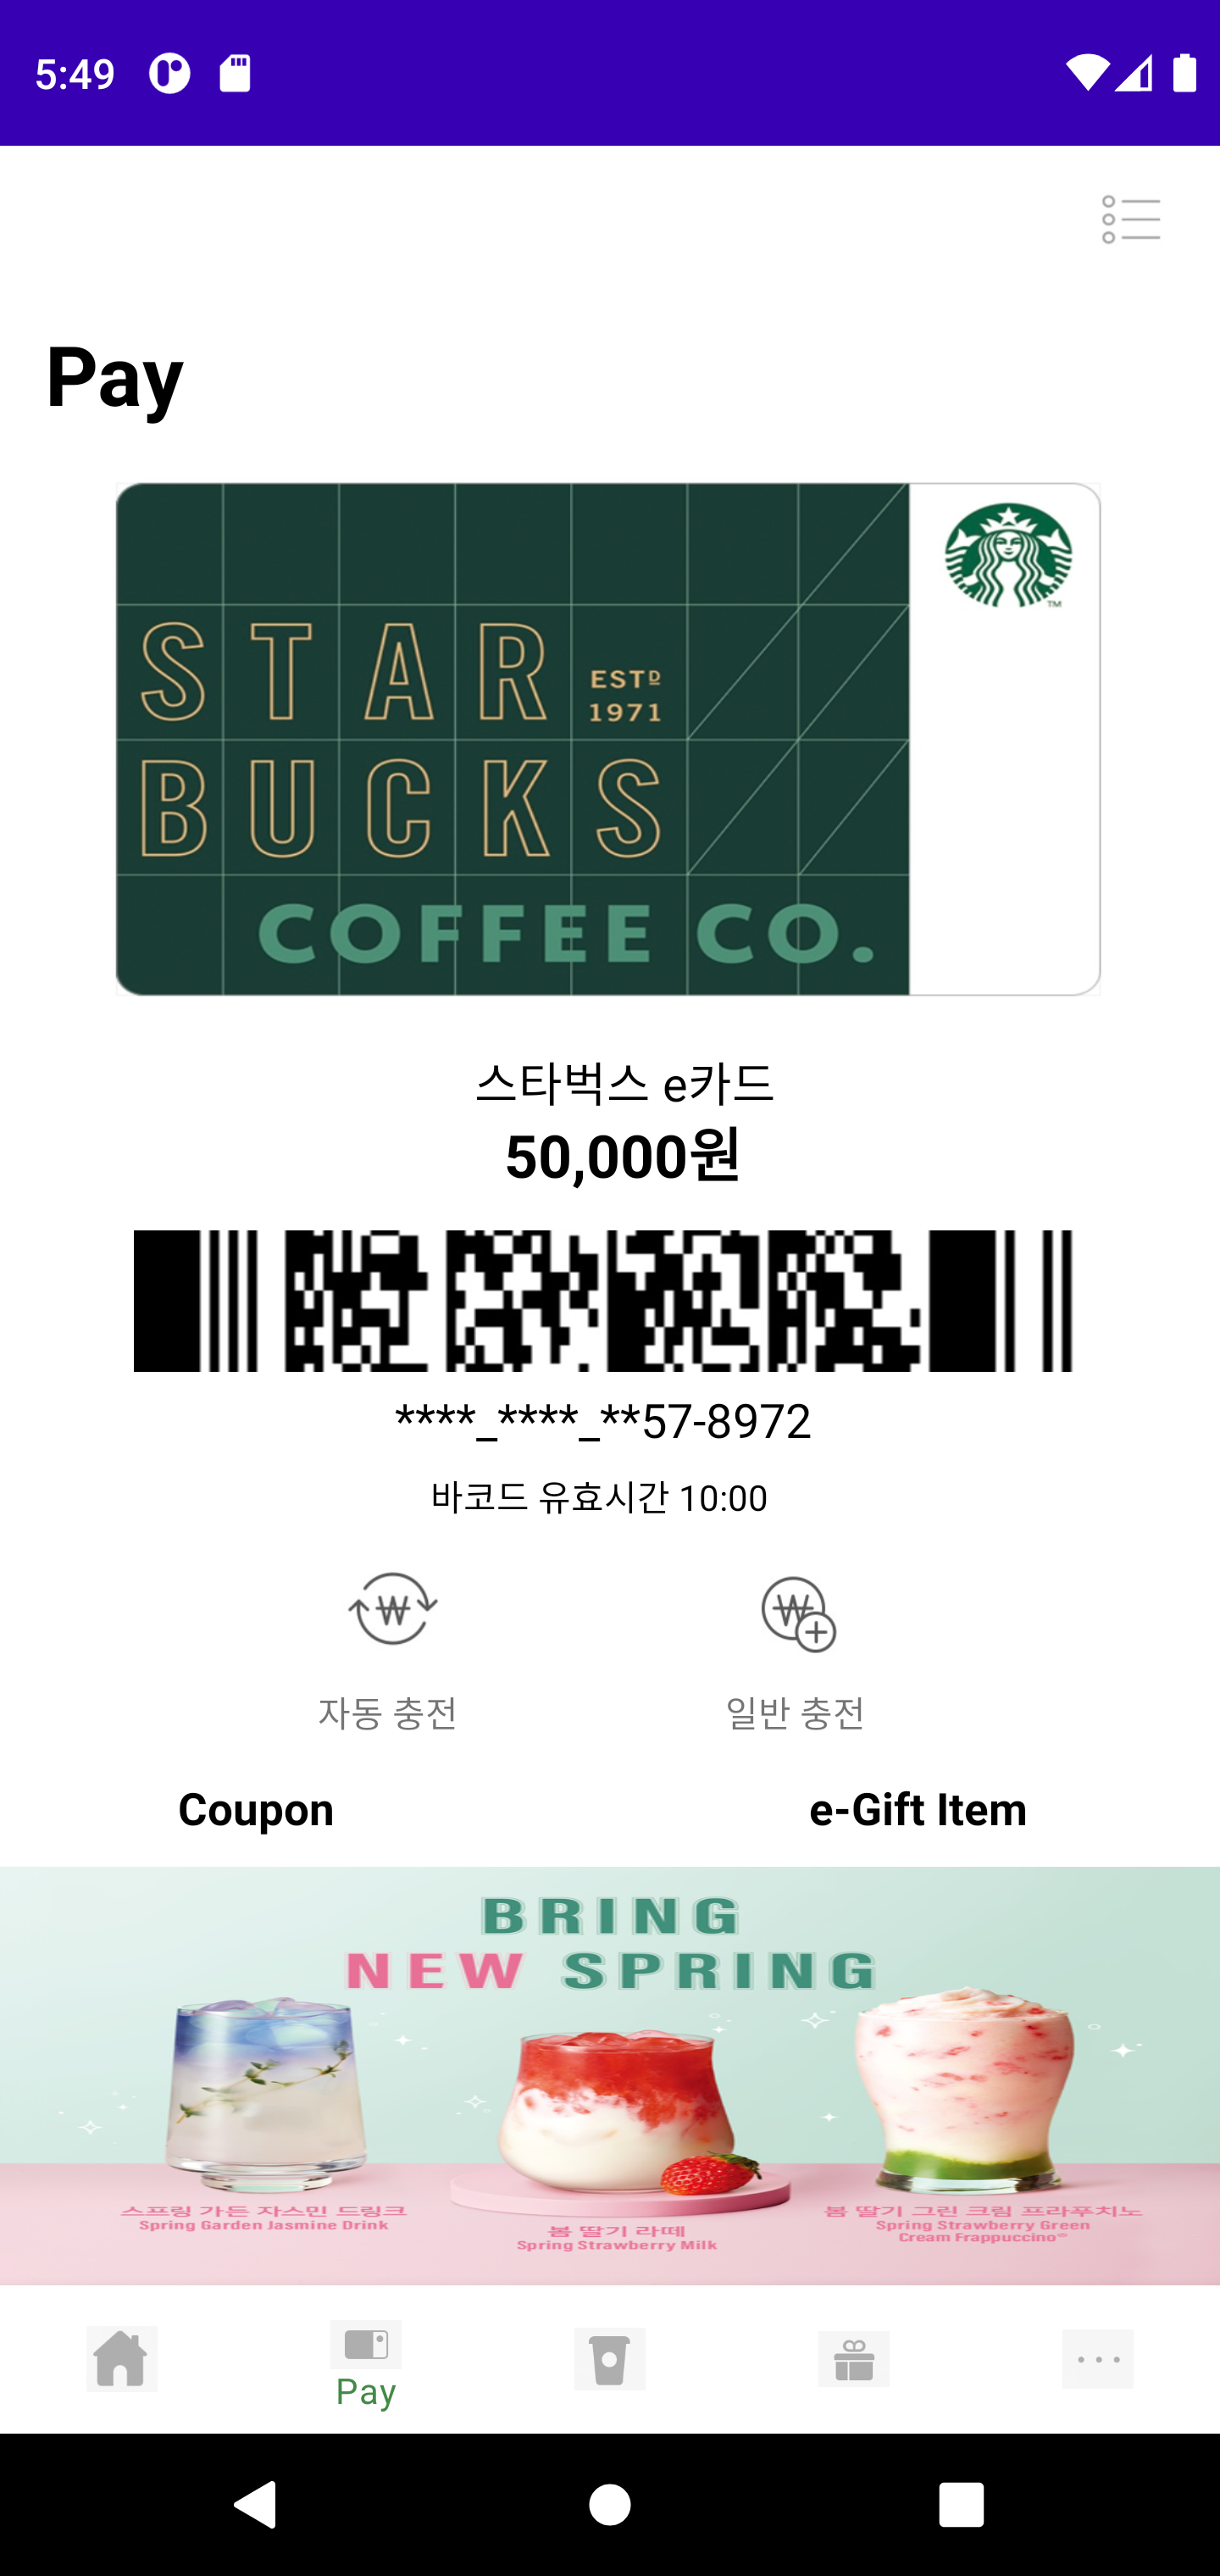 5:49
Pay
STAR
ESTD
1971
BUCKS
COFFEE CO.
TM
스타벅스 e카드
50,000원
****_****_**57-8972
바코드 유효시간 10:00
자동 충전
일반 충전
Coupon
e-Gift Item
BRING
NEW SPRING
스프링 가든 자스민 드링크
Spring Garden Jasmine Drink
봄 딸기 라떼
Spring Strawberry Milk
봄 딸기 그린 크림 프라푸치노
Spring Strawberry Green
Cream Frappuccino®
Pay